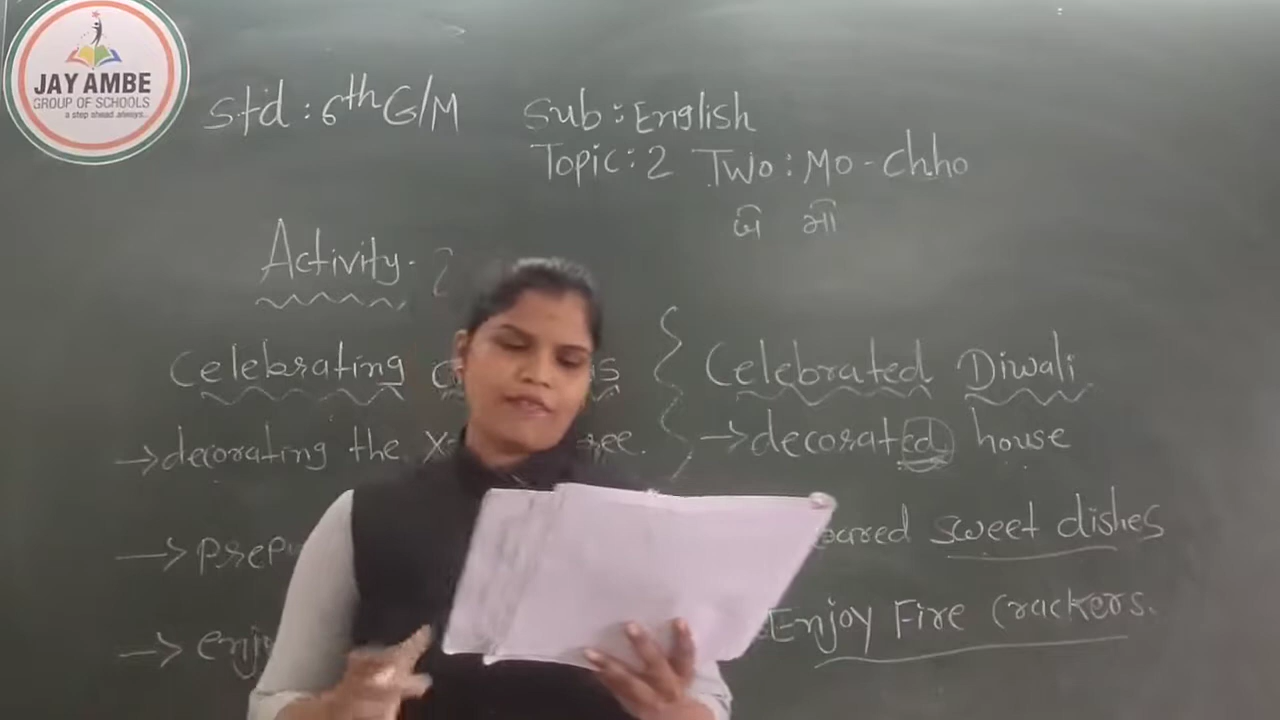 JAY AMBE
GROUP OF SCHOOLS
a step ahead always...
Std : 6th G/M
Sub : English
Topic : 2 Two : Mo - Chho
Activity - 2
Celebrating
Celebrated Diwali
→ decorating the
→ decorated house
sweet dishes
Enjoy Fire Crackers.